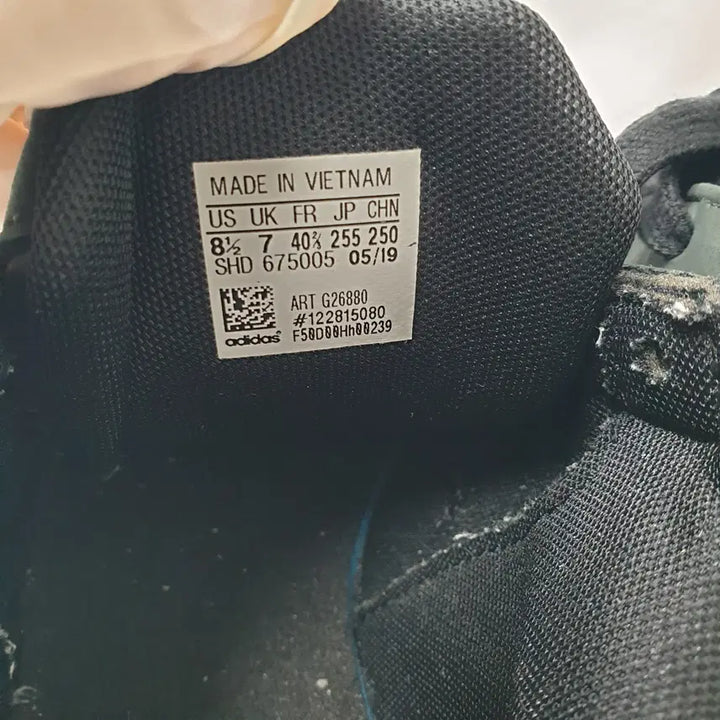 MADE IN VIETNAM
US UK FR JP CHN
8½ 7 40⅔ 255 250
SHD 675005 05/19
ART G26880
#122815080
adidas® F50D00Hh00239